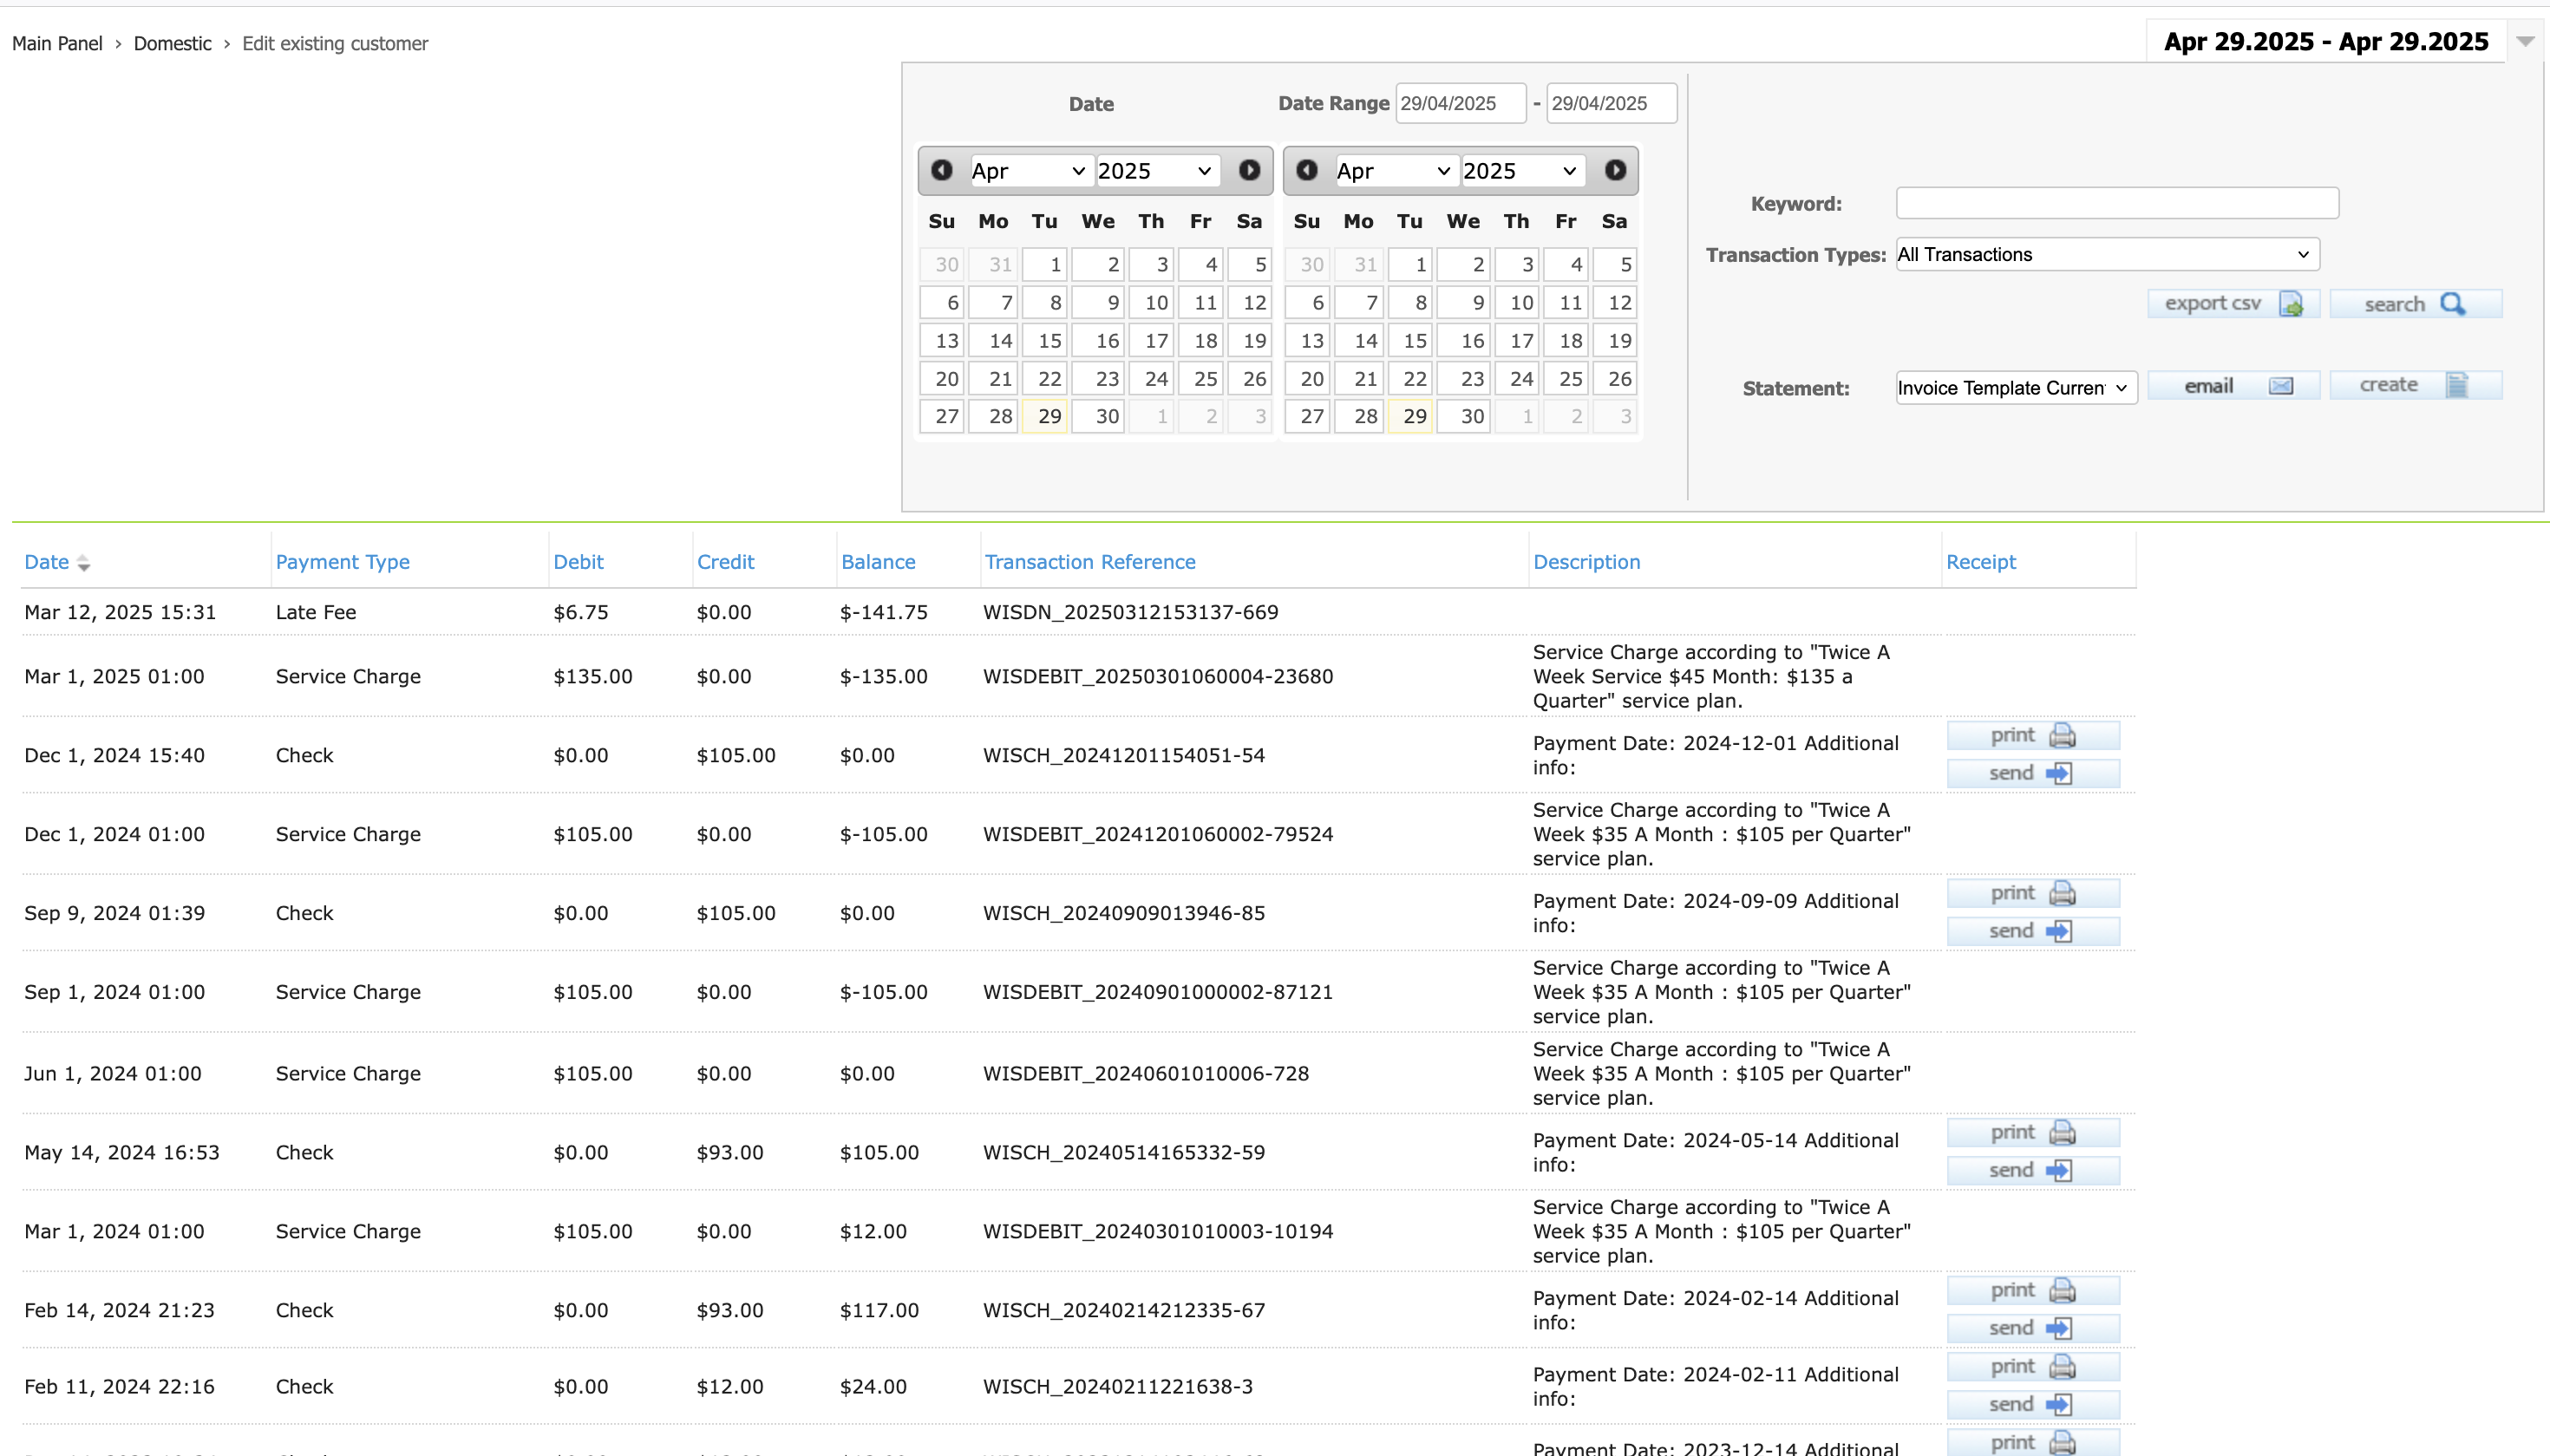 Main Panel › Domestic › Edit existing customer
Apr 29.2025 - Apr 29.2025
Date
Date Range 29/04/2025 - 29/04/2025
Apr 2025
Su Mo Tu We Th Fr Sa
30 31 1 2 3 4 5
6 7 8 9 10 11 12
13 14 15 16 17 18 19
20 21 22 23 24 25 26
27 28 29 30 1 2 3
Apr 2025
Su Mo Tu We Th Fr Sa
30 31 1 2 3 4 5
6 7 8 9 10 11 12
13 14 15 16 17 18 19
20 21 22 23 24 25 26
27 28 29 30 1 2 3
Keyword:
Transaction Types: All Transactions
export csv search
Statement: Invoice Template Curren email create
Date Payment Type Debit Credit Balance Transaction Reference Description Receipt
Mar 12, 2025 15:31 Late Fee $6.75 $0.00 $-141.75 WISDN_20250312153137-669
Mar 1, 2025 01:00 Service Charge $135.00 $0.00 $-135.00 WISDEBIT_20250301060004-23680
Service Charge according to "Twice A
Week Service $45 Month: $135 a
Quarter" service plan.
Dec 1, 2024 15:40 Check $0.00 $105.00 $0.00 WISCH_20241201154051-54
Payment Date: 2024-12-01 Additional
info:
print
send
Dec 1, 2024 01:00 Service Charge $105.00 $0.00 $-105.00 WISDEBIT_20241201060002-79524
Service Charge according to "Twice A
Week $35 A Month : $105 per Quarter"
service plan.
Sep 9, 2024 01:39 Check $0.00 $105.00 $0.00 WISCH_20240909013946-85
Payment Date: 2024-09-09 Additional
info:
print
send
Sep 1, 2024 01:00 Service Charge $105.00 $0.00 $-105.00 WISDEBIT_20240901000002-87121
Service Charge according to "Twice A
Week $35 A Month : $105 per Quarter"
service plan.
Jun 1, 2024 01:00 Service Charge $105.00 $0.00 $0.00 WISDEBIT_20240601010006-728
Service Charge according to "Twice A
Week $35 A Month : $105 per Quarter"
service plan.
May 14, 2024 16:53 Check $0.00 $93.00 $105.00 WISCH_20240514165332-59
Payment Date: 2024-05-14 Additional
info:
print
send
Mar 1, 2024 01:00 Service Charge $105.00 $0.00 $12.00 WISDEBIT_20240301010003-10194
Service Charge according to "Twice A
Week $35 A Month : $105 per Quarter"
service plan.
Feb 14, 2024 21:23 Check $0.00 $93.00 $117.00 WISCH_20240214212335-67
Payment Date: 2024-02-14 Additional
info:
print
send
Feb 11, 2024 22:16 Check $0.00 $12.00 $24.00 WISCH_20240211221638-3
Payment Date: 2024-02-11 Additional
info:
print
send
Payment Date: 2023-12-14 Additional
print